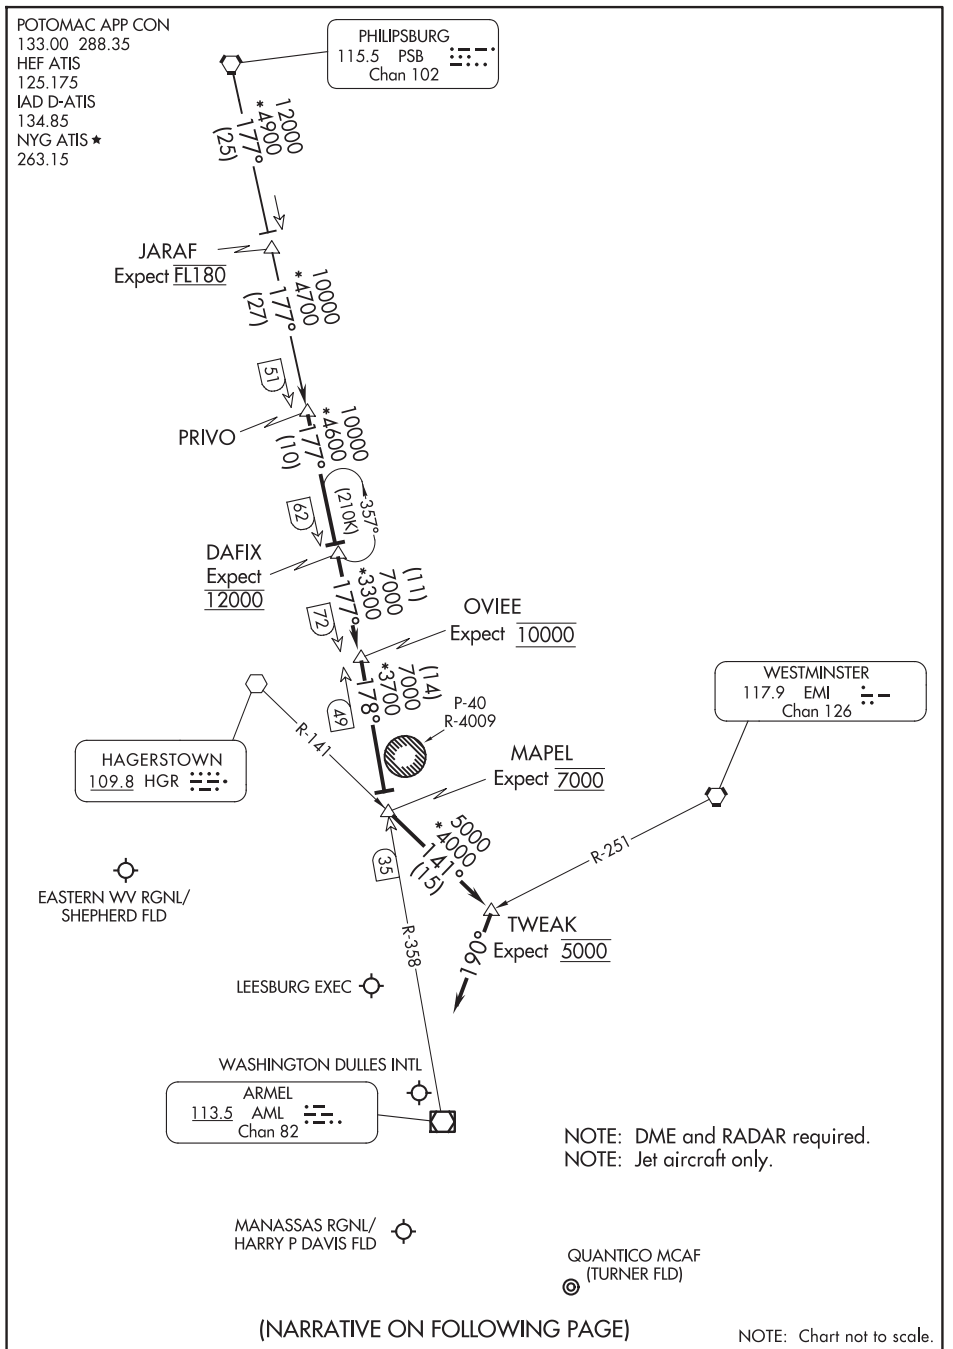 POTOMAC APP CON
133.00 288.35
HEF ATIS
125.175
IAD D-ATIS
134.85
NYG ATIS ★
263.15
PHILIPSBURG
115.5 PSB
Chan 102
12000
*4900
177°
(25)
JARAF
Expect FL180
10000
*4700
177°
(27)
51
PRIVO
10000
*4600
177°
(10)
357°
(210K)
62
DAFIX
Expect
12000
(11)
7000
*3300
177°
72
OVIEE
Expect 10000
(14)
7000
*3700
178°
49
P-40
R-4009
WESTMINSTER
117.9 EMI
Chan 126
HAGERSTOWN
109.8 HGR
R-141
MAPEL
Expect 7000
5000
*4000
141°
(15)
R-251
35
EASTERN WV RGNL/
SHEPHERD FLD
TWEAK
Expect 5000
190°
R-358
LEESBURG EXEC
WASHINGTON DULLES INTL
ARMEL
113.5 AML
Chan 82
NOTE: DME and RADAR required.
NOTE: Jet aircraft only.
MANASSAS RGNL/
HARRY P DAVIS FLD
QUANTICO MCAF
(TURNER FLD)
(NARRATIVE ON FOLLOWING PAGE)
NOTE: Chart not to scale.